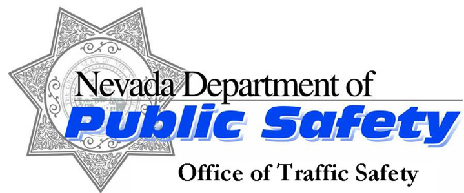 Nevada Department of
Public Safety
Office of Traffic Safety